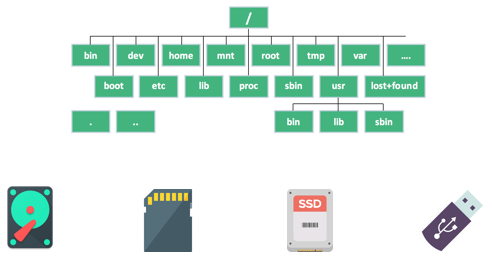 /
bin dev home mnt root tmp var ....
boot etc lib proc sbin usr lost+found
. .. bin lib sbin
SSD